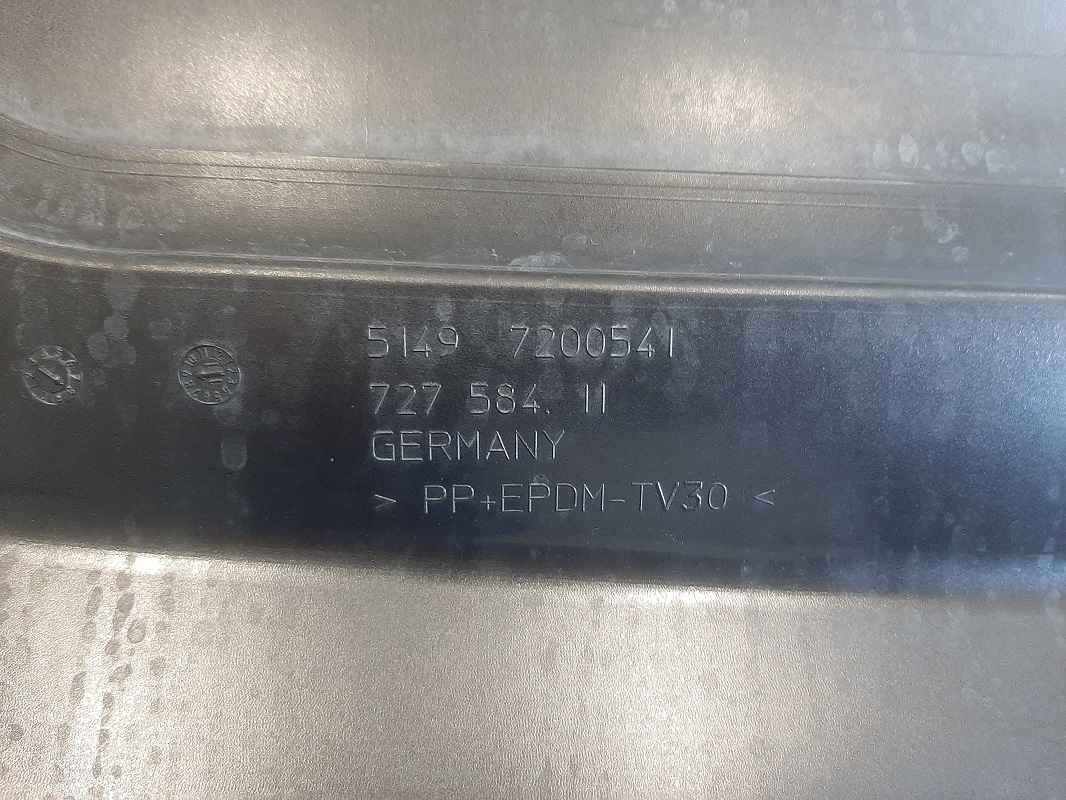 5149 7200541
727 584. 11
GERMANY
> PP+EPDM-TV30 <